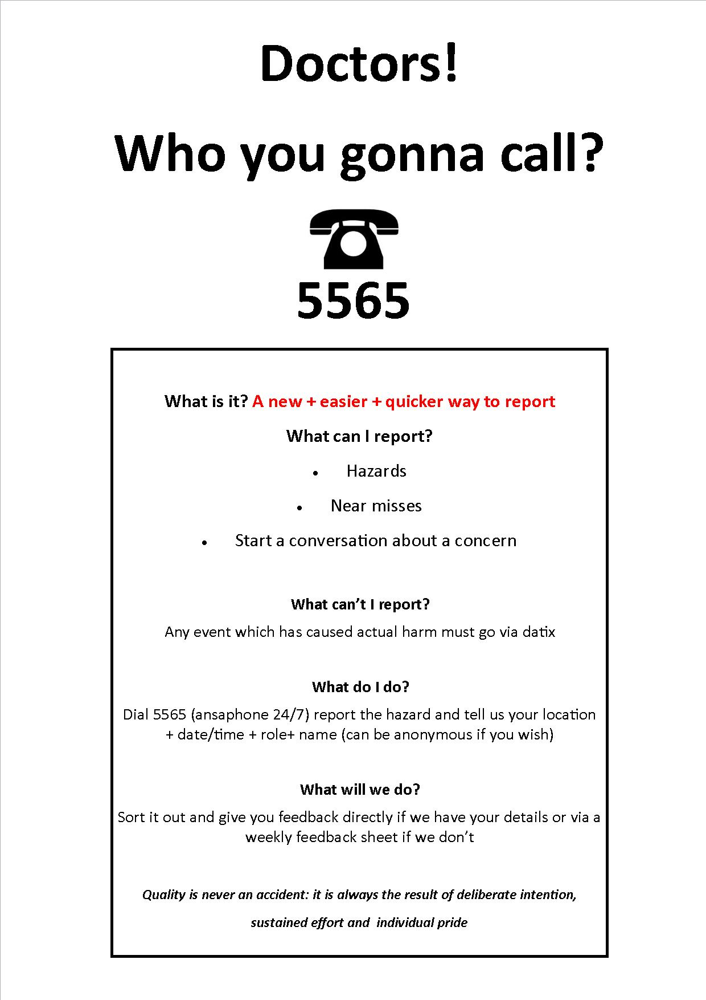 Doctors!
Who you gonna call?
5565
What is it? A new + easier + quicker way to report
What can I report?
• Hazards
• Near misses
• Start a conversation about a concern
What can’t I report?
Any event which has caused actual harm must go via datix
What do I do?
Dial 5565 (ansaphone 24/7) report the hazard and tell us your location
+ date/time + role+ name (can be anonymous if you wish)
What will we do?
Sort it out and give you feedback directly if we have your details or via a
weekly feedback sheet if we don’t
Quality is never an accident: it is always the result of deliberate intention,
sustained effort and  individual pride